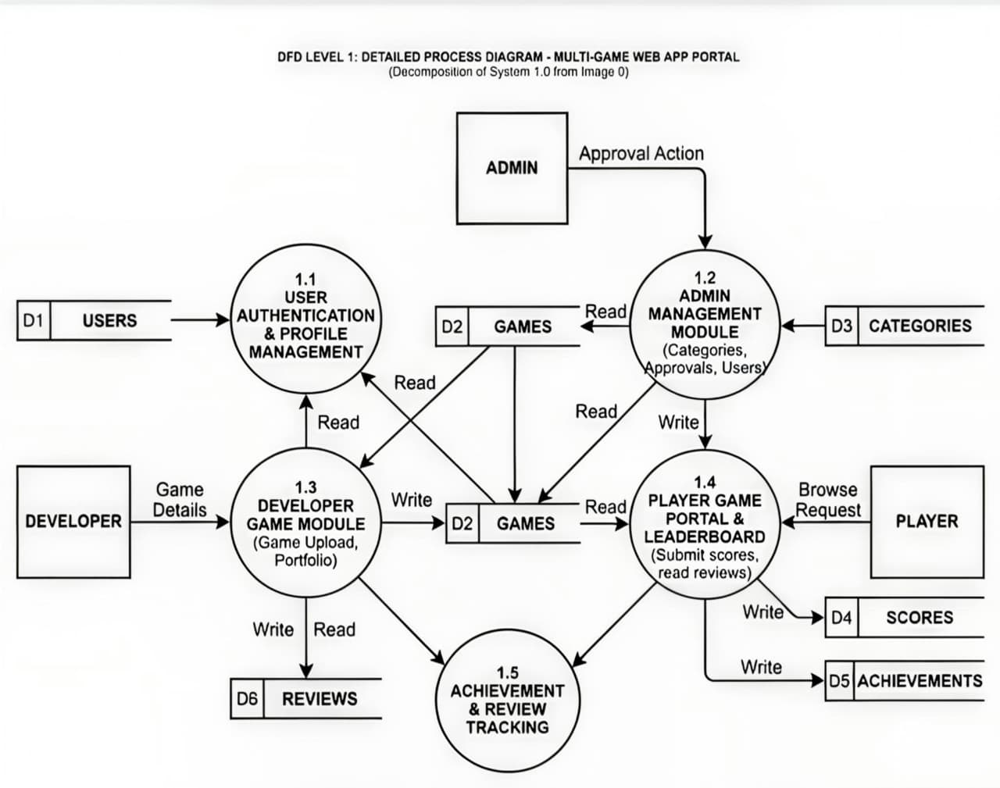 DFD LEVEL 1: DETAILED PROCESS DIAGRAM - MULTI-GAME WEB APP PORTAL
(Decomposition of System 1.0 from Image 0)
ADMIN
Approval Action
1.1
USER
AUTHENTICATION
& PROFILE
MANAGEMENT
1.2
ADMIN
MANAGEMENT
MODULE
(Categories,
Approvals, Users)
D1 USERS
D2 GAMES
Read
D3 CATEGORIES
Read
Read
Read
Write
DEVELOPER
Game
Details
1.3
DEVELOPER
GAME MODULE
(Game Upload,
Portfolio)
Write
D2 GAMES
Read
1.4
PLAYER GAME
PORTAL &
LEADERBOARD
(Submit scores,
read reviews)
Browse
Request
PLAYER
Write
Read
Write
D4 SCORES
Write
D5 ACHIEVEMENTS
D6 REVIEWS
1.5
ACHIEVEMENT
& REVIEW
TRACKING